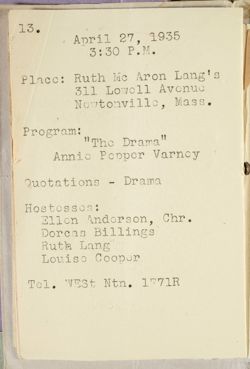 13.
April 27, 1935
3:30 P.M.
Place: Ruth Mc Aron Lang's
311 Lowell Avenue
Newtonville, Mass.
Program:
"The Drama"
Annie Pepper Varney
Quotations - Drama
Hostesses:
Ellen Anderson, Chr.
Dorcas Billings
Ruth Lang
Louise Cooper
Tel. WESt Ntn. 1771R